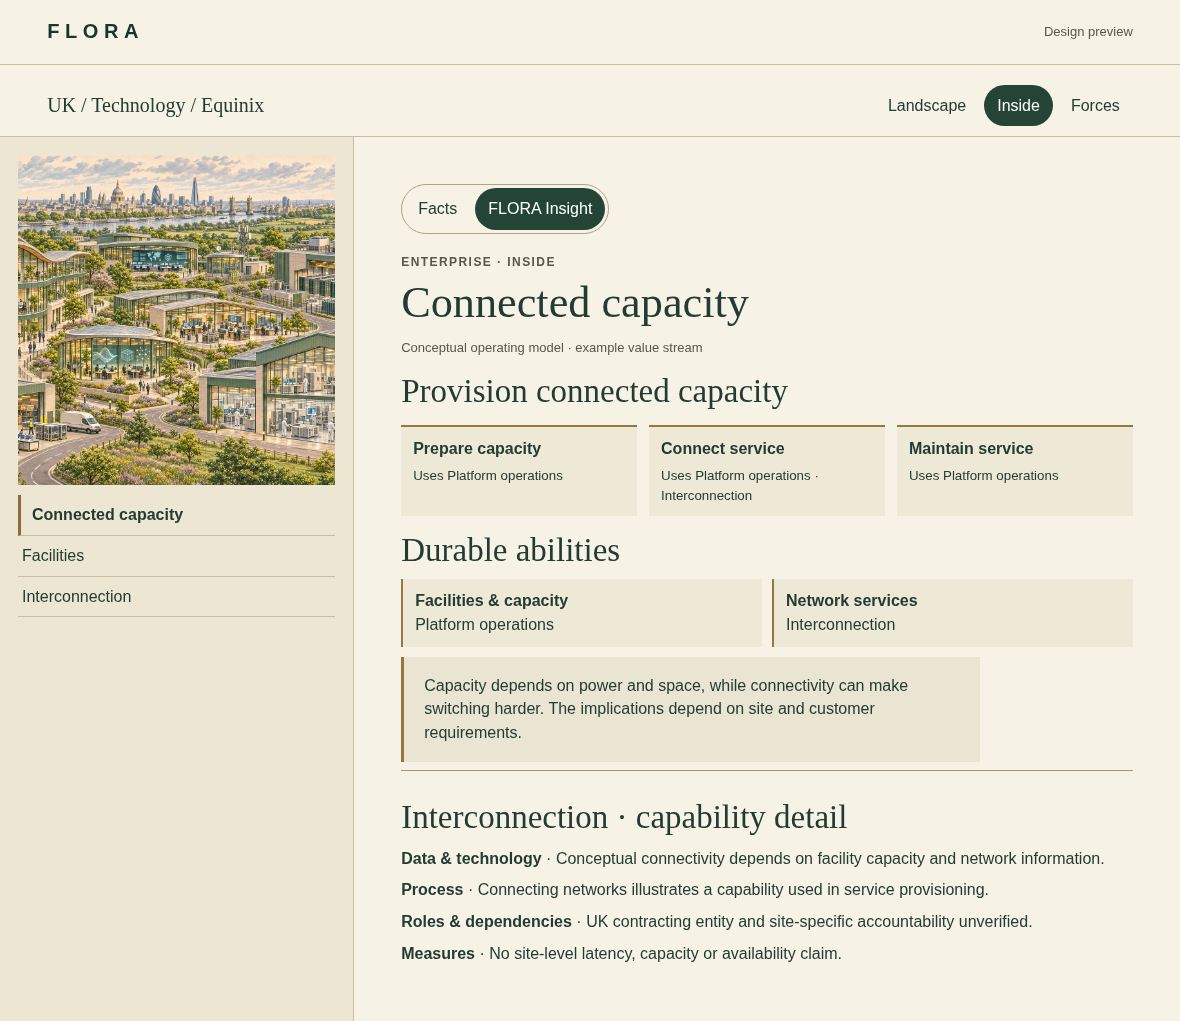 FLORA
Design preview
UK / Technology / Equinix
Landscape
Inside
Forces
Connected capacity
Facilities
Interconnection
Facts
FLORA Insight
ENTERPRISE · INSIDE
Connected capacity
Conceptual operating model · example value stream
Provision connected capacity
Prepare capacity
Uses Platform operations
Connect service
Uses Platform operations ·
Interconnection
Maintain service
Uses Platform operations
Durable abilities
Facilities & capacity
Platform operations
Network services
Interconnection
Capacity depends on power and space, while connectivity can make
switching harder. The implications depend on site and customer
requirements.
Interconnection · capability detail
Data & technology · Conceptual connectivity depends on facility capacity and network information.
Process · Connecting networks illustrates a capability used in service provisioning.
Roles & dependencies · UK contracting entity and site-specific accountability unverified.
Measures · No site-level latency, capacity or availability claim.